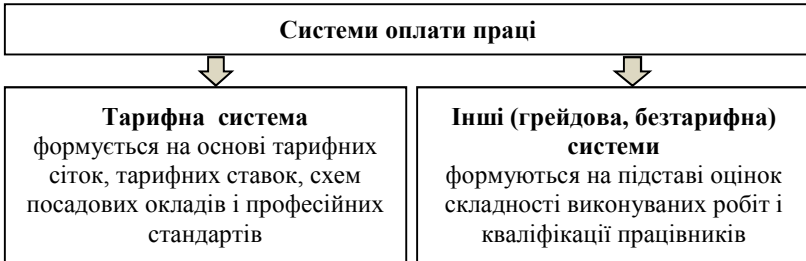 Системи оплати праці
Тарифна система
формується на основі тарифних
сіток, тарифних ставок, схем
посадових окладів і професійних
стандартів
Інші (грейдова, безтарифна)
системи
формуються на підставі оцінок
складності виконуваних робіт і
кваліфікації працівників